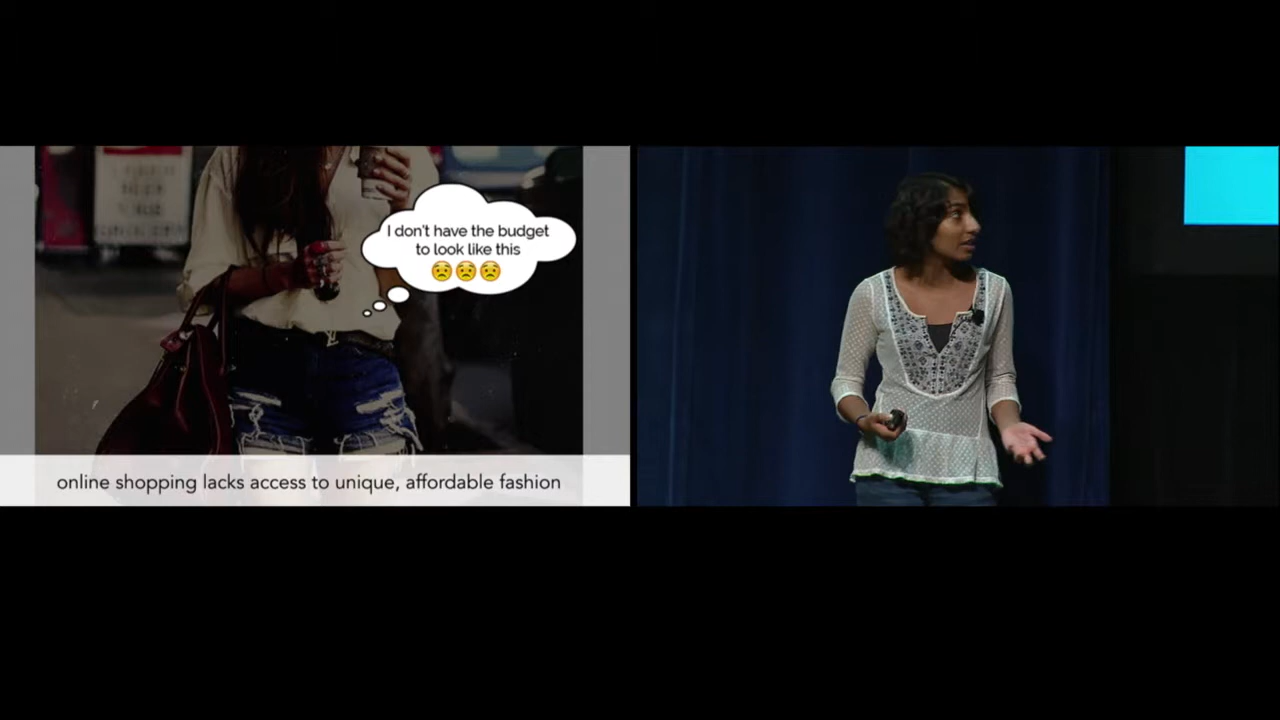 I don't have the budget
to look like this
😟😟😟
online shopping lacks access to unique, affordable fashion